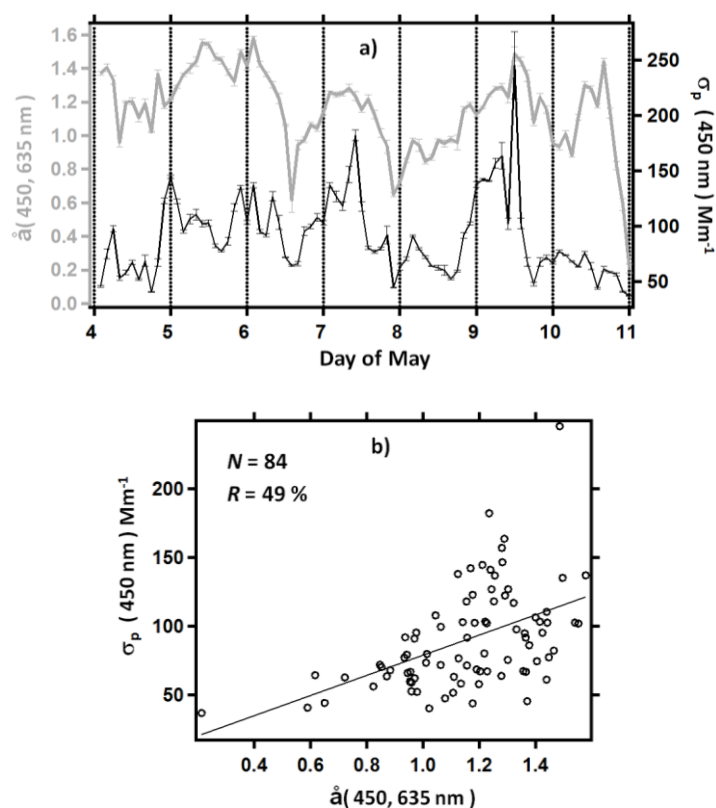 a)
1.6
1.4
1.2
1.0
0.8
0.6
0.4
0.2
0.0
å( 450, 635 nm )
250
200
150
100
50
σp ( 450 nm ) Mm-1
4 5 6 7 8 9 10 11
Day of May
b)
N = 84
R = 49 %
200
150
100
50
σp ( 450 nm ) Mm-1
0.4 0.6 0.8 1.0 1.2 1.4
å( 450, 635 nm )